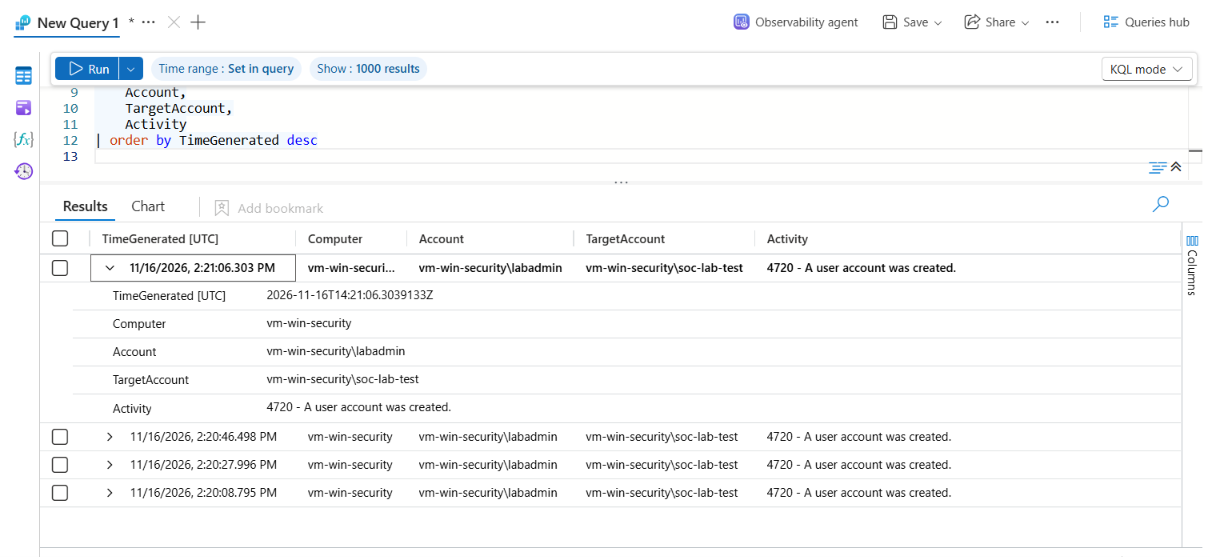 New Query 1 * ··· Observability agent Save Share ··· Queries hub
Run Time range : Set in query Show : 1000 results KQL mode
9 Account,
10 TargetAccount,
11 Activity
12 | order by TimeGenerated desc
13
Results Chart Add bookmark
TimeGenerated [UTC] Computer Account TargetAccount Activity
11/16/2026, 2:21:06.303 PM vm-win-securi... vm-win-security\labadmin vm-win-security\soc-lab-test 4720 - A user account was created.
TimeGenerated [UTC] 2026-11-16T14:21:06.3039133Z
Computer vm-win-security
Account vm-win-security\labadmin
TargetAccount vm-win-security\soc-lab-test
Activity 4720 - A user account was created.
11/16/2026, 2:20:46.498 PM vm-win-security vm-win-security\labadmin vm-win-security\soc-lab-test 4720 - A user account was created.
11/16/2026, 2:20:27.996 PM vm-win-security vm-win-security\labadmin vm-win-security\soc-lab-test 4720 - A user account was created.
11/16/2026, 2:20:08.795 PM vm-win-security vm-win-security\labadmin vm-win-security\soc-lab-test 4720 - A user account was created.
Columns